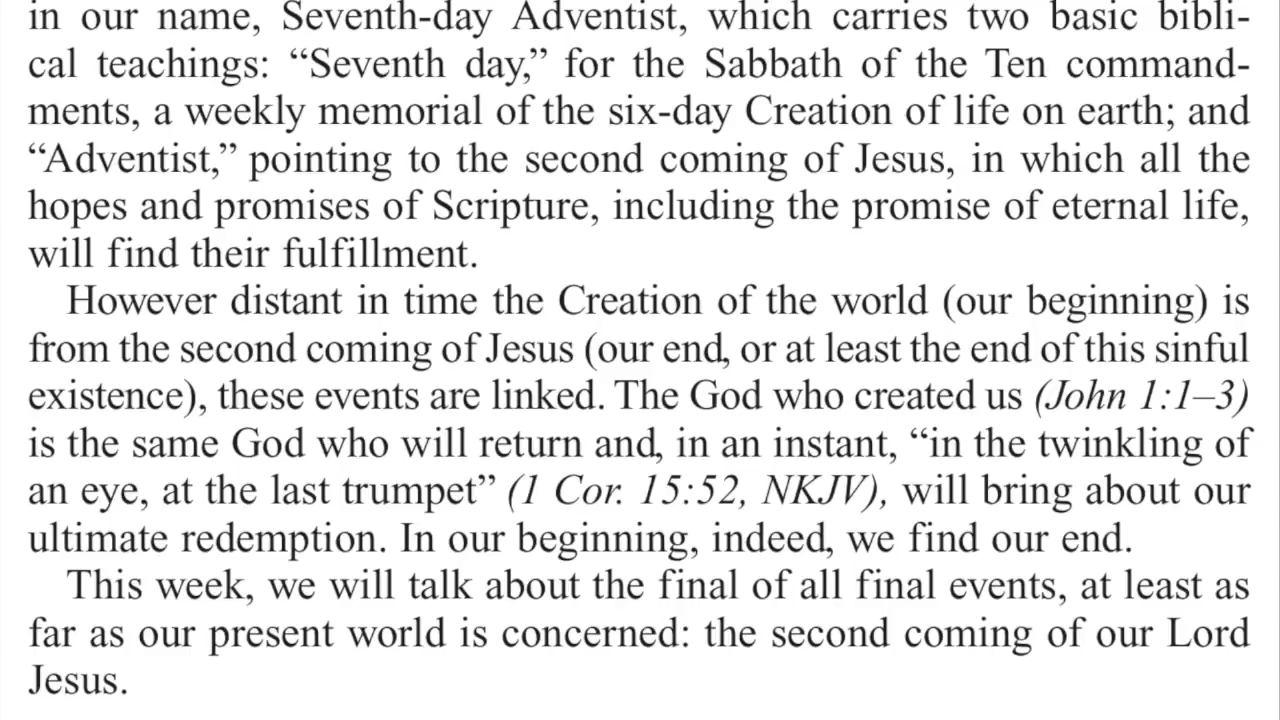 in our name, Seventh-day Adventist, which carries two basic bibli-
cal teachings: “Seventh day,” for the Sabbath of the Ten command-
ments, a weekly memorial of the six-day Creation of life on earth; and
“Adventist,” pointing to the second coming of Jesus, in which all the
hopes and promises of Scripture, including the promise of eternal life,
will find their fulfillment.
However distant in time the Creation of the world (our beginning) is
from the second coming of Jesus (our end, or at least the end of this sinful
existence), these events are linked. The God who created us (John 1:1–3)
is the same God who will return and, in an instant, “in the twinkling of
an eye, at the last trumpet” (1 Cor. 15:52, NKJV), will bring about our
ultimate redemption. In our beginning, indeed, we find our end.
This week, we will talk about the final of all final events, at least as
far as our present world is concerned: the second coming of our Lord
Jesus.